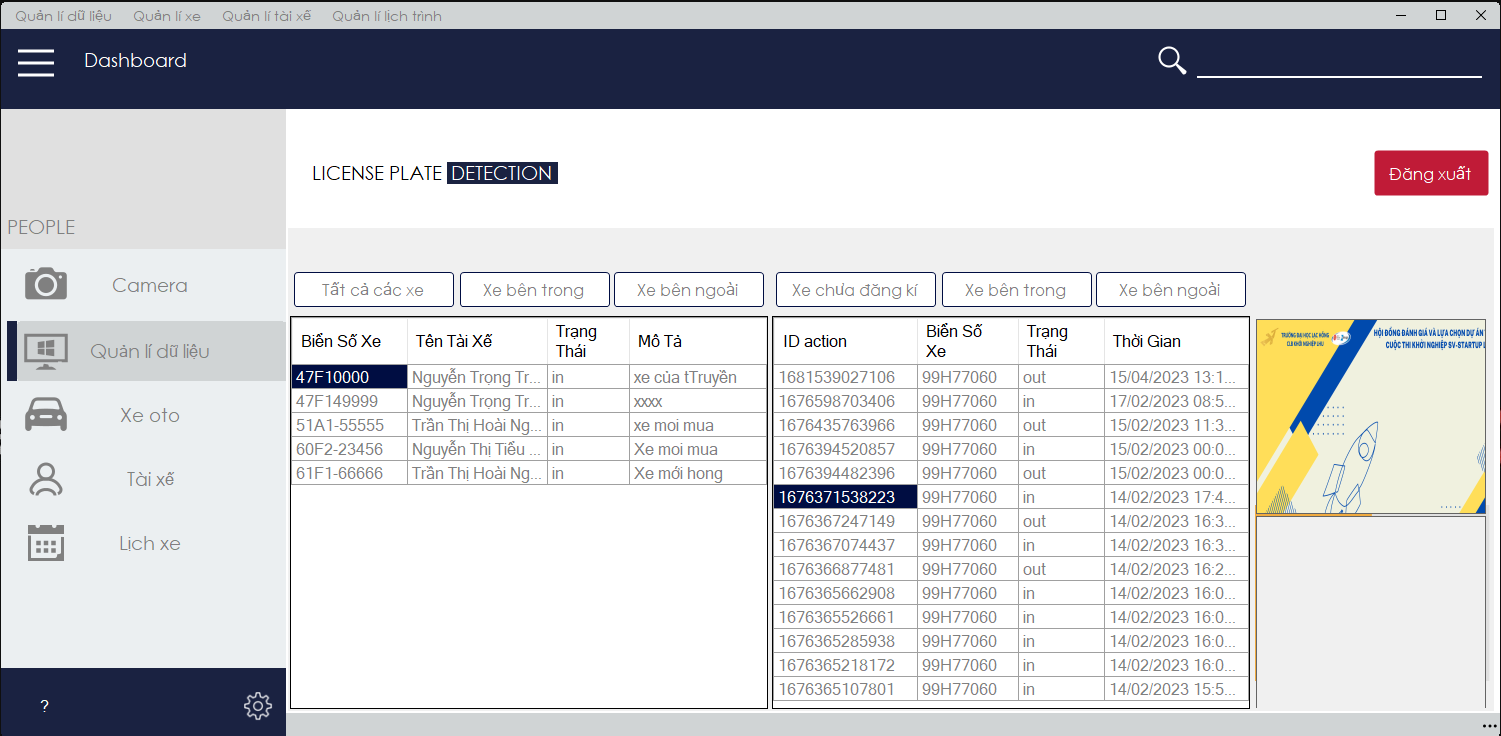 Quản lí dữ liệu Quản lí xe Quản lí tài xế Quản lí lịch trình
Dashboard
LICENSE PLATE DETECTION
Đăng xuất
PEOPLE
Camera
Quản lí dữ liệu
Xe oto
Tài xế
Lịch xe
?
Tất cả các xe Xe bên trong Xe bên ngoài
Biển Số Xe Tên Tài Xế Trạng Thái Mô Tả
47F10000 Nguyễn Trọng Tr... in xe của tTruyền
47F149999 Nguyễn Trọng Tr... in xxxx
51A1-55555 Trần Thị Hoài Ng... in xe moi mua
60F2-23456 Nguyễn Thị Tiểu ... in Xe moi mua
61F1-66666 Trần Thị Hoài Ng... in Xe mới hong
Xe chưa đăng kí Xe bên trong Xe bên ngoài
ID action Biển Số Xe Trạng Thái Thời Gian
1681539027106 99H77060 out 15/04/2023 13:1...
1676598703406 99H77060 in 17/02/2023 08:5...
1676435763966 99H77060 out 15/02/2023 11:3...
1676394520857 99H77060 in 15/02/2023 00:0...
1676394482396 99H77060 out 15/02/2023 00:0...
1676371538223 99H77060 in 14/02/2023 17:4...
1676367247149 99H77060 out 14/02/2023 16:3...
1676367074437 99H77060 in 14/02/2023 16:3...
1676366877481 99H77060 out 14/02/2023 16:2...
1676365662908 99H77060 in 14/02/2023 16:0...
1676365526661 99H77060 in 14/02/2023 16:0...
1676365285938 99H77060 in 14/02/2023 16:0...
1676365218172 99H77060 in 14/02/2023 16:0...
1676365107801 99H77060 in 14/02/2023 15:5...
TRƯỜNG ĐẠI HỌC LẠC HỒNG
CLB KHỞI NGHIỆP LHU
HỘI ĐỒNG ĐÁNH GIÁ VÀ LỰA CHỌN DỰ ÁN
CUỘC THI KHỞI NGHIỆP SV-STARTUP